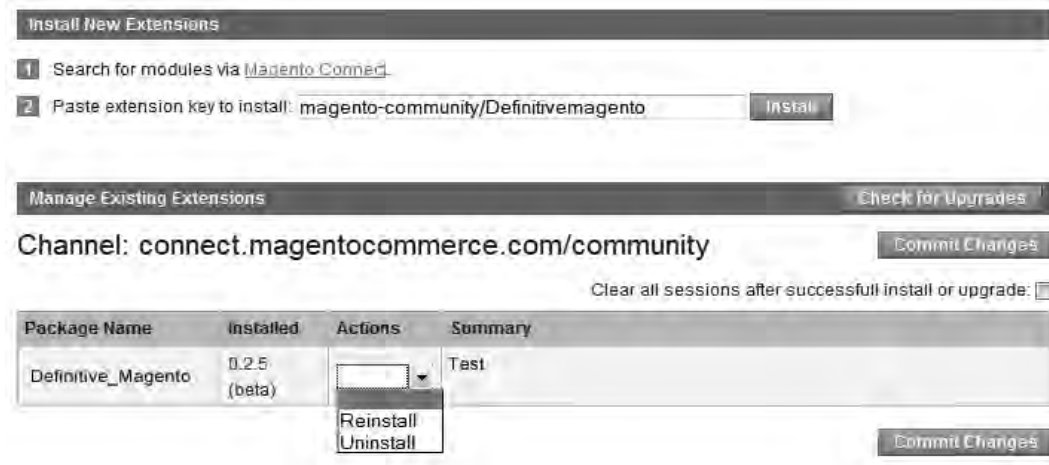 Install New Extensions
1 Search for modules via Magento Connect.
2 Paste extension key to install: magento-community/Definitivemagento Install
Manage Existing Extensions Check for Upgrades
Channel: connect.magentocommerce.com/community Commit Changes
Clear all sessions after successfull install or upgrade:
Package Name Installed Actions Summary
Definitive_Magento 0.2.5 (beta) Test
Reinstall
Uninstall
Commit Changes